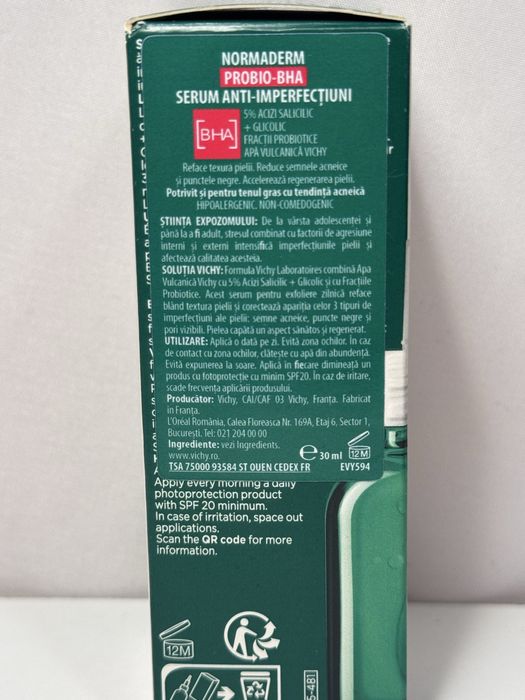 NORMADERM
PROBIO-BHA
SERUM ANTI-IMPERFECȚIUNI
[BHA]
5% ACIZI SALICILIC
+ GLICOLIC
FRACȚII PROBIOTICE
APĂ VULCANICĂ VICHY
Reface textura pielii. Reduce semnele acneice
și punctele negre. Accelerează regenerarea pielii.
Potrivit și pentru tenul gras cu tendință acneică
HIPOALERGENIC. NON-COMEDOGENIC
ȘTIINȚA EXPOZOMULUI: De la vârsta adolescenței și
până la a fi adult, stresul combinat cu factorii de agresiune
interni și externi intensifică imperfecțiunile pielii și
afectează calitatea acesteia.
SOLUȚIA VICHY: Formula Vichy Laboratoires combină Apa
Vulcanică Vichy cu 5% Acizi Salicilic + Glicolic și cu Fracțiile
Probiotice. Acest serum pentru exfoliere zilnică reface
blând textura pielii și corectează apariția celor 3 tipuri de
imperfecțiuni ale pielii: semne acneice, puncte negre și
pori vizibili. Pielea capătă un aspect sănătos și regenerat.
UTILIZARE: Aplică o dată pe zi. Evită zona ochilor. În caz
de contact cu zona ochilor, clătește cu apă din abundență.
Evită expunerea la soare. Aplică în fiecare dimineață un
produs cu fotoprotecție cu minim SPF20. În caz de iritare,
scade frecvența aplicării produsului.
Producător: Vichy, CAI/CAF 03 Vichy, Franța. Fabricat
în Franța.
L'Oréal România, Calea Floreasca Nr. 169A, Etaj 6, Sector 1,
București. Tel: 021 204 00 00
Ingrediente: vezi Ingredients.
www.vichy.ro
℮ 30 ml
12M
TSA 75000 93584 ST OUEN CEDEX FR
EVY594
Apply every morning a daily
photoprotection product
with SPF 20 minimum.
In case of irritation, space out
applications.
Scan the QR code for more
information.
12M